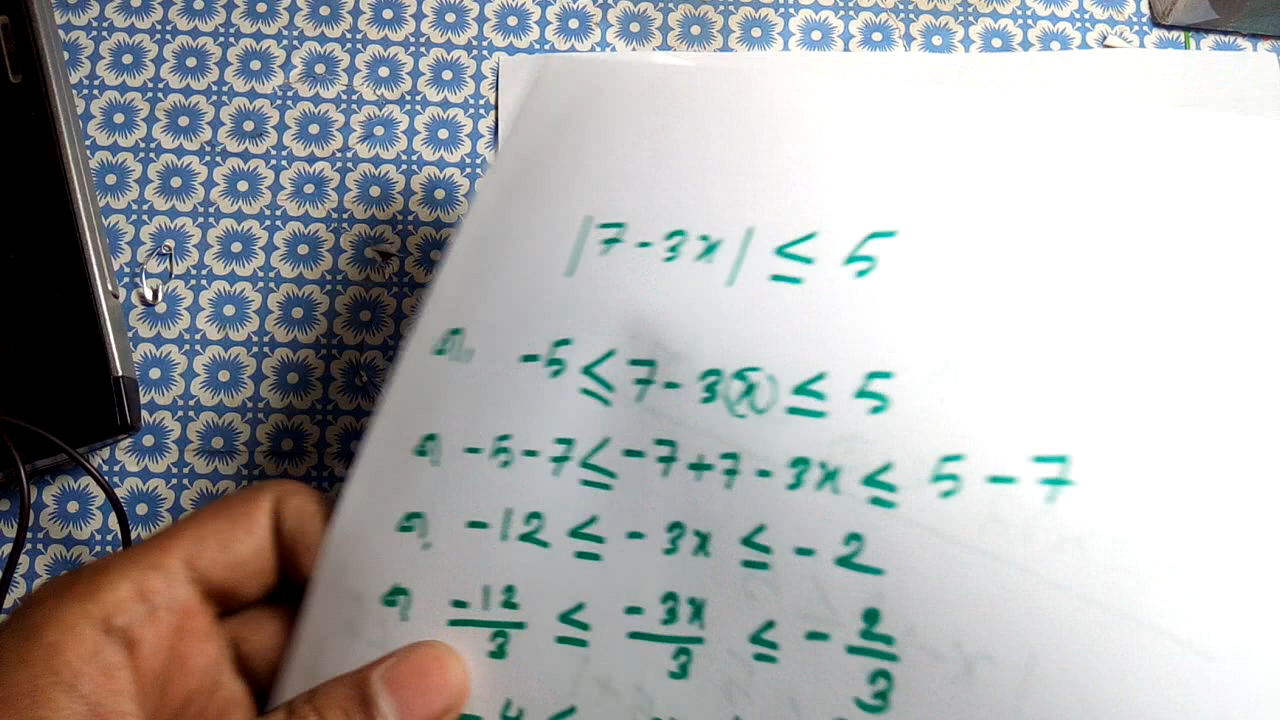 |7-3x| ≤ 5
-5 ≤ 7-3(x) ≤ 5
-5-7 ≤ -7+7-3x ≤ 5-7
-12 ≤ -3x ≤ -2
-12/3 ≤ -3x/3 ≤ -2/3